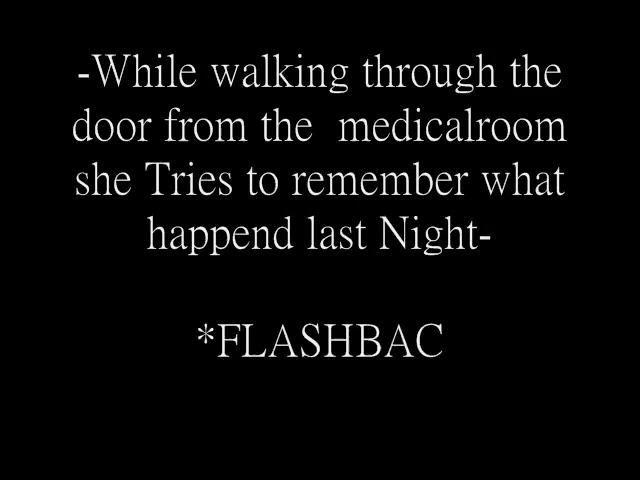 -While walking through the
door from the  medicalroom
she Tries to remember what
happend last Night-
*FLASHBAC